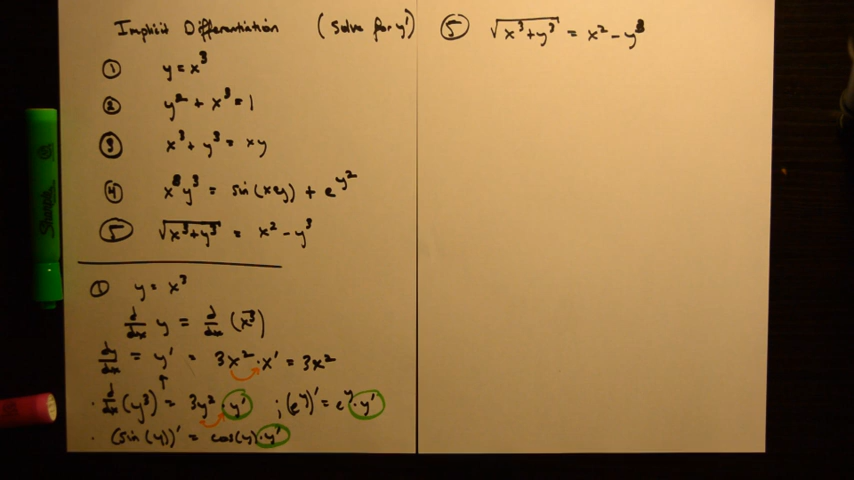 Implicit Differentiation (Solve for y')
① y = x³
② y² + x³ = 1
③ x³ + y³ = xy
④ x⁸y³ = sin(xy) + e^{y²}
⑤ √(x³+y³) = x² - y³
① y = x³
d/dx y = d/dx (x³)
dy/dx = y' = 3x² · x' = 3x²
· d/dx (y³) = 3y² · y' ; (e^y)' = e^y · y'
· (sin(y))' = cos(y) · y'
⑤ √(x³+y³) = x² - y³
Sharpie